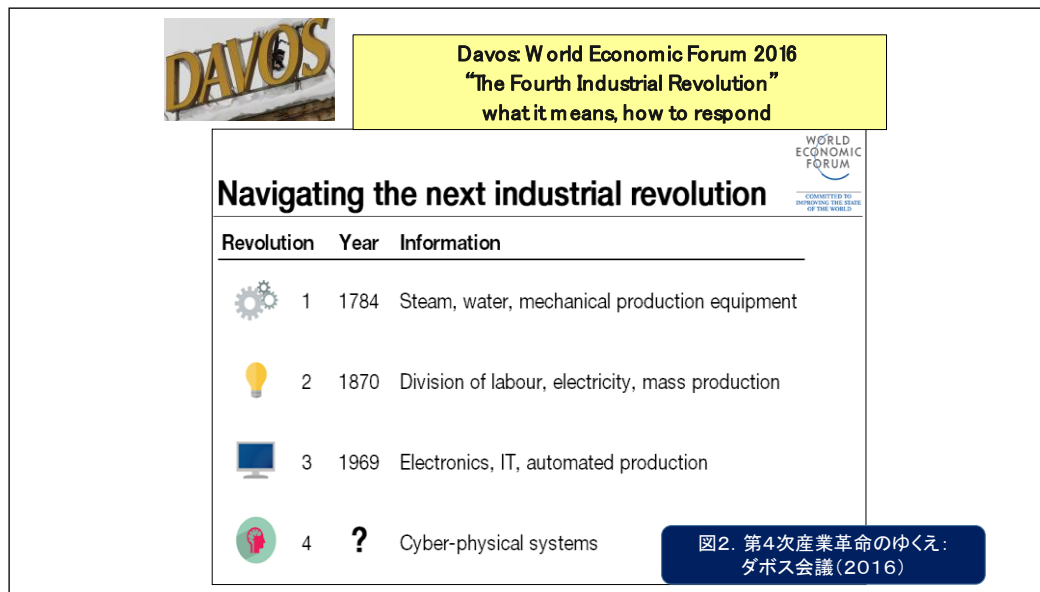 DAVOS
Davos: World Economic Forum 2016
“The Fourth Industrial Revolution”
what it means, how to respond
WORLD
ECONOMIC
FORUM
COMMITTED TO
IMPROVING THE STATE
OF THE WORLD
Navigating the next industrial revolution
Revolution Year Information
1 1784 Steam, water, mechanical production equipment
2 1870 Division of labour, electricity, mass production
3 1969 Electronics, IT, automated production
4 ? Cyber-physical systems
図2．第4次産業革命のゆくえ：
ダボス会議（2016）